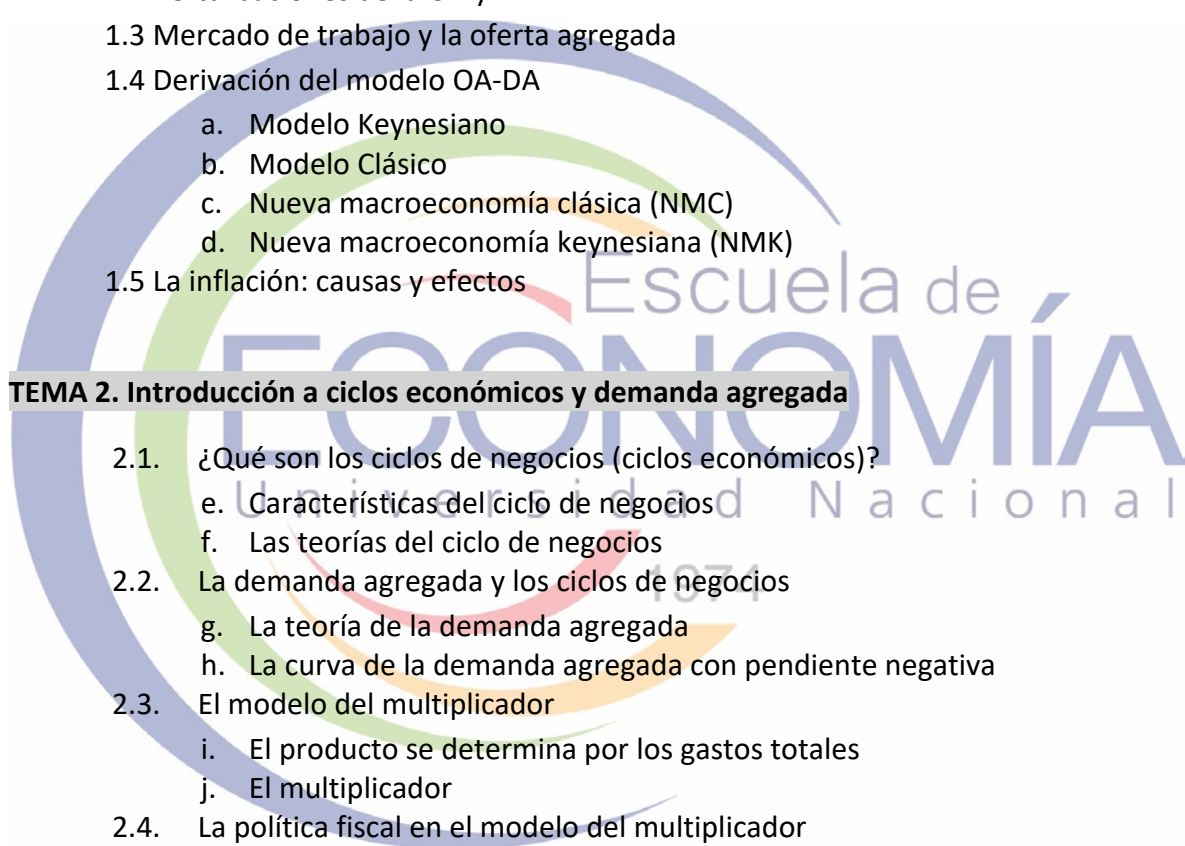 1.3 Mercado de trabajo y la oferta agregada
1.4 Derivación del modelo OA-DA
a. Modelo Keynesiano
b. Modelo Clásico
c. Nueva macroeconomía clásica (NMC)
d. Nueva macroeconomía keynesiana (NMK)
1.5 La inflación: causas y efectos
Escuela de
ECONOMÍA
TEMA 2. Introducción a ciclos económicos y demanda agregada
2.1. ¿Qué son los ciclos de negocios (ciclos económicos)?
Universidad Nacional
e. Características del ciclo de negocios
f. Las teorías del ciclo de negocios
1974
2.2. La demanda agregada y los ciclos de negocios
g. La teoría de la demanda agregada
h. La curva de la demanda agregada con pendiente negativa
2.3. El modelo del multiplicador
i. El producto se determina por los gastos totales
j. El multiplicador
2.4. La política fiscal en el modelo del multiplicador